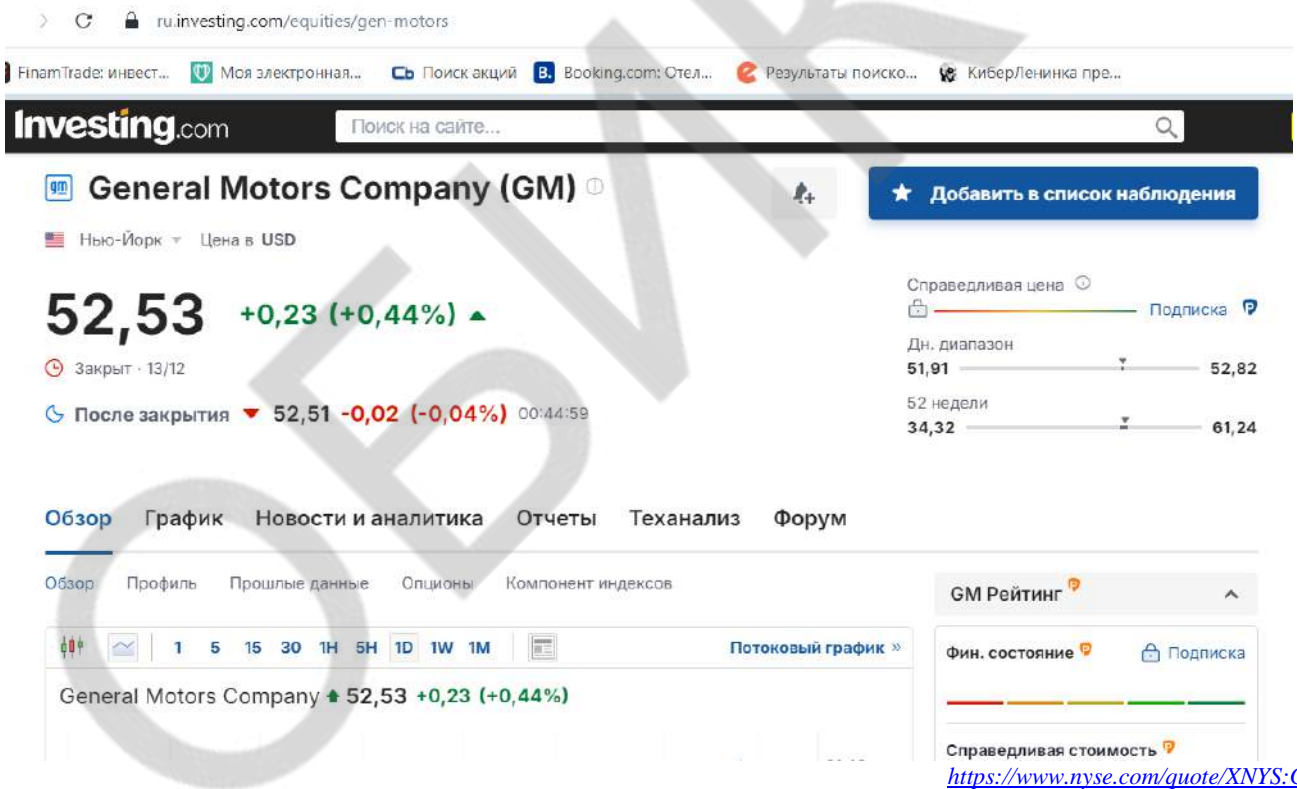 ru.investing.com/equities/gen-motors
FinamTrade: инвест... Моя электронная... Поиск акций B. Booking.com: Отел... Результаты поиско... КиберЛенинка пре...
Investing.com Поиск на сайте...
gm General Motors Company (GM)
Добавить в список наблюдения
Нью-Йорк Цена в USD
52,53 +0,23 (+0,44%)
Закрыт · 13/12
После закрытия 52,51 -0,02 (-0,04%) 00:44:59
Справедливая цена
Подписка
Дн. диапазон
51,91 52,82
52 недели
34,32 61,24
Обзор График Новости и аналитика Отчеты Теханализ Форум
Обзор Профиль Прошлые данные Опционы Компонент индексов
1 5 15 30 1H 5H 1D 1W 1M Потоковый график »
General Motors Company 52,53 +0,23 (+0,44%)
GM Рейтинг
Фин. состояние Подписка
Справедливая стоимость
https://www.nyse.com/quote/XNYS:
ОБИК